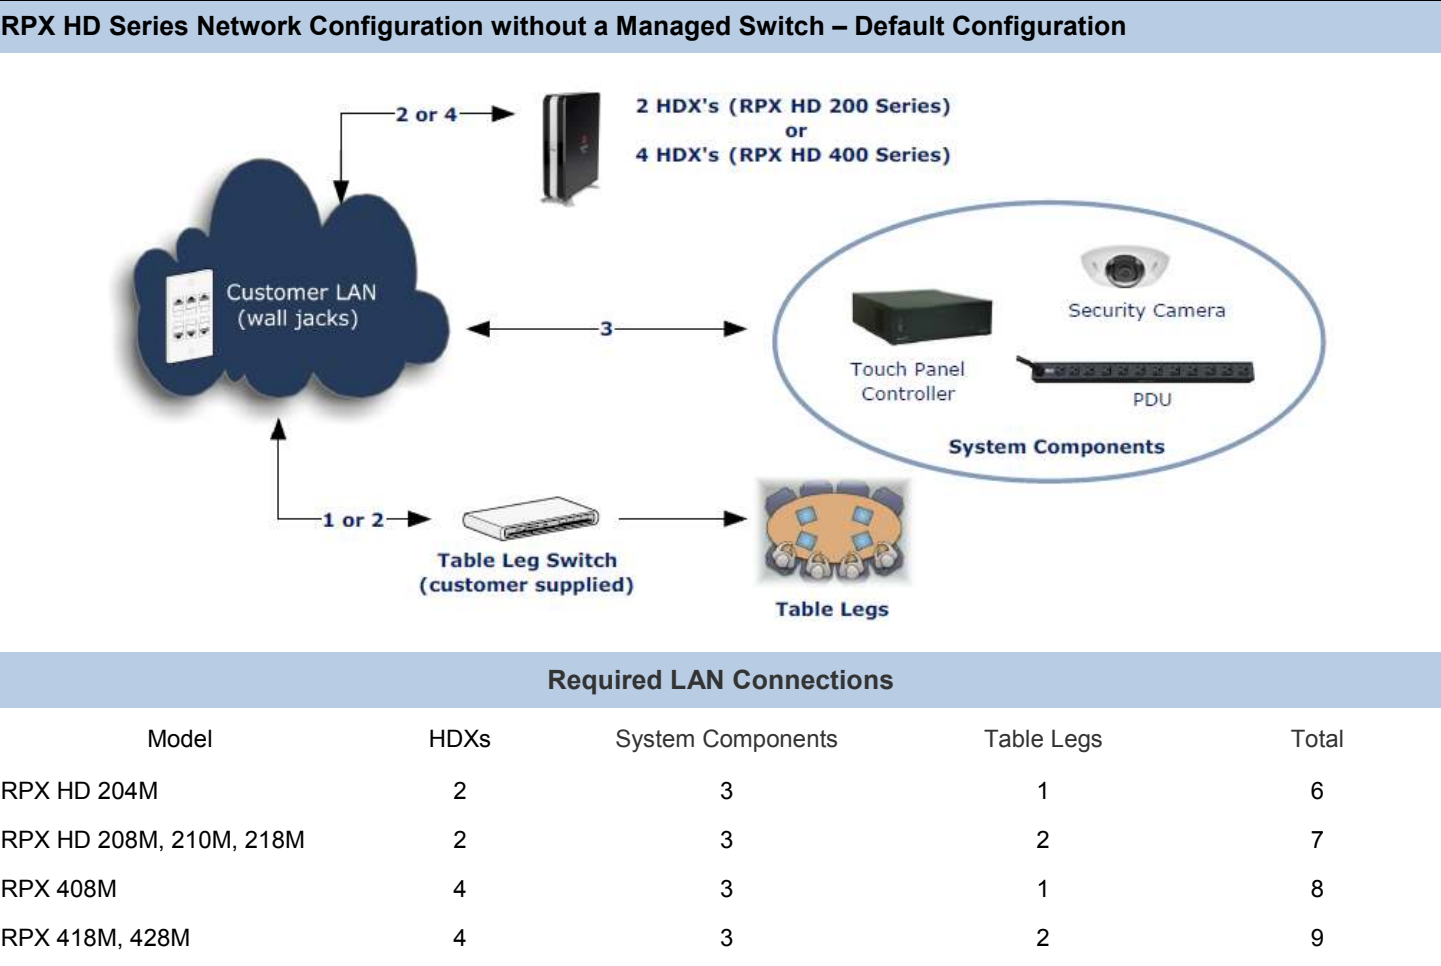 RPX HD Series Network Configuration without a Managed Switch – Default Configuration
2 or 4
2 HDX's (RPX HD 200 Series)
or
4 HDX's (RPX HD 400 Series)
Customer LAN
(wall jacks)
3
Security Camera
Touch Panel
Controller
PDU
System Components
1 or 2
Table Leg Switch
(customer supplied)
Table Legs
Required LAN Connections
Model HDXs System Components Table Legs Total
RPX HD 204M 2 3 1 6
RPX HD 208M, 210M, 218M 2 3 2 7
RPX 408M 4 3 1 8
RPX 418M, 428M 4 3 2 9